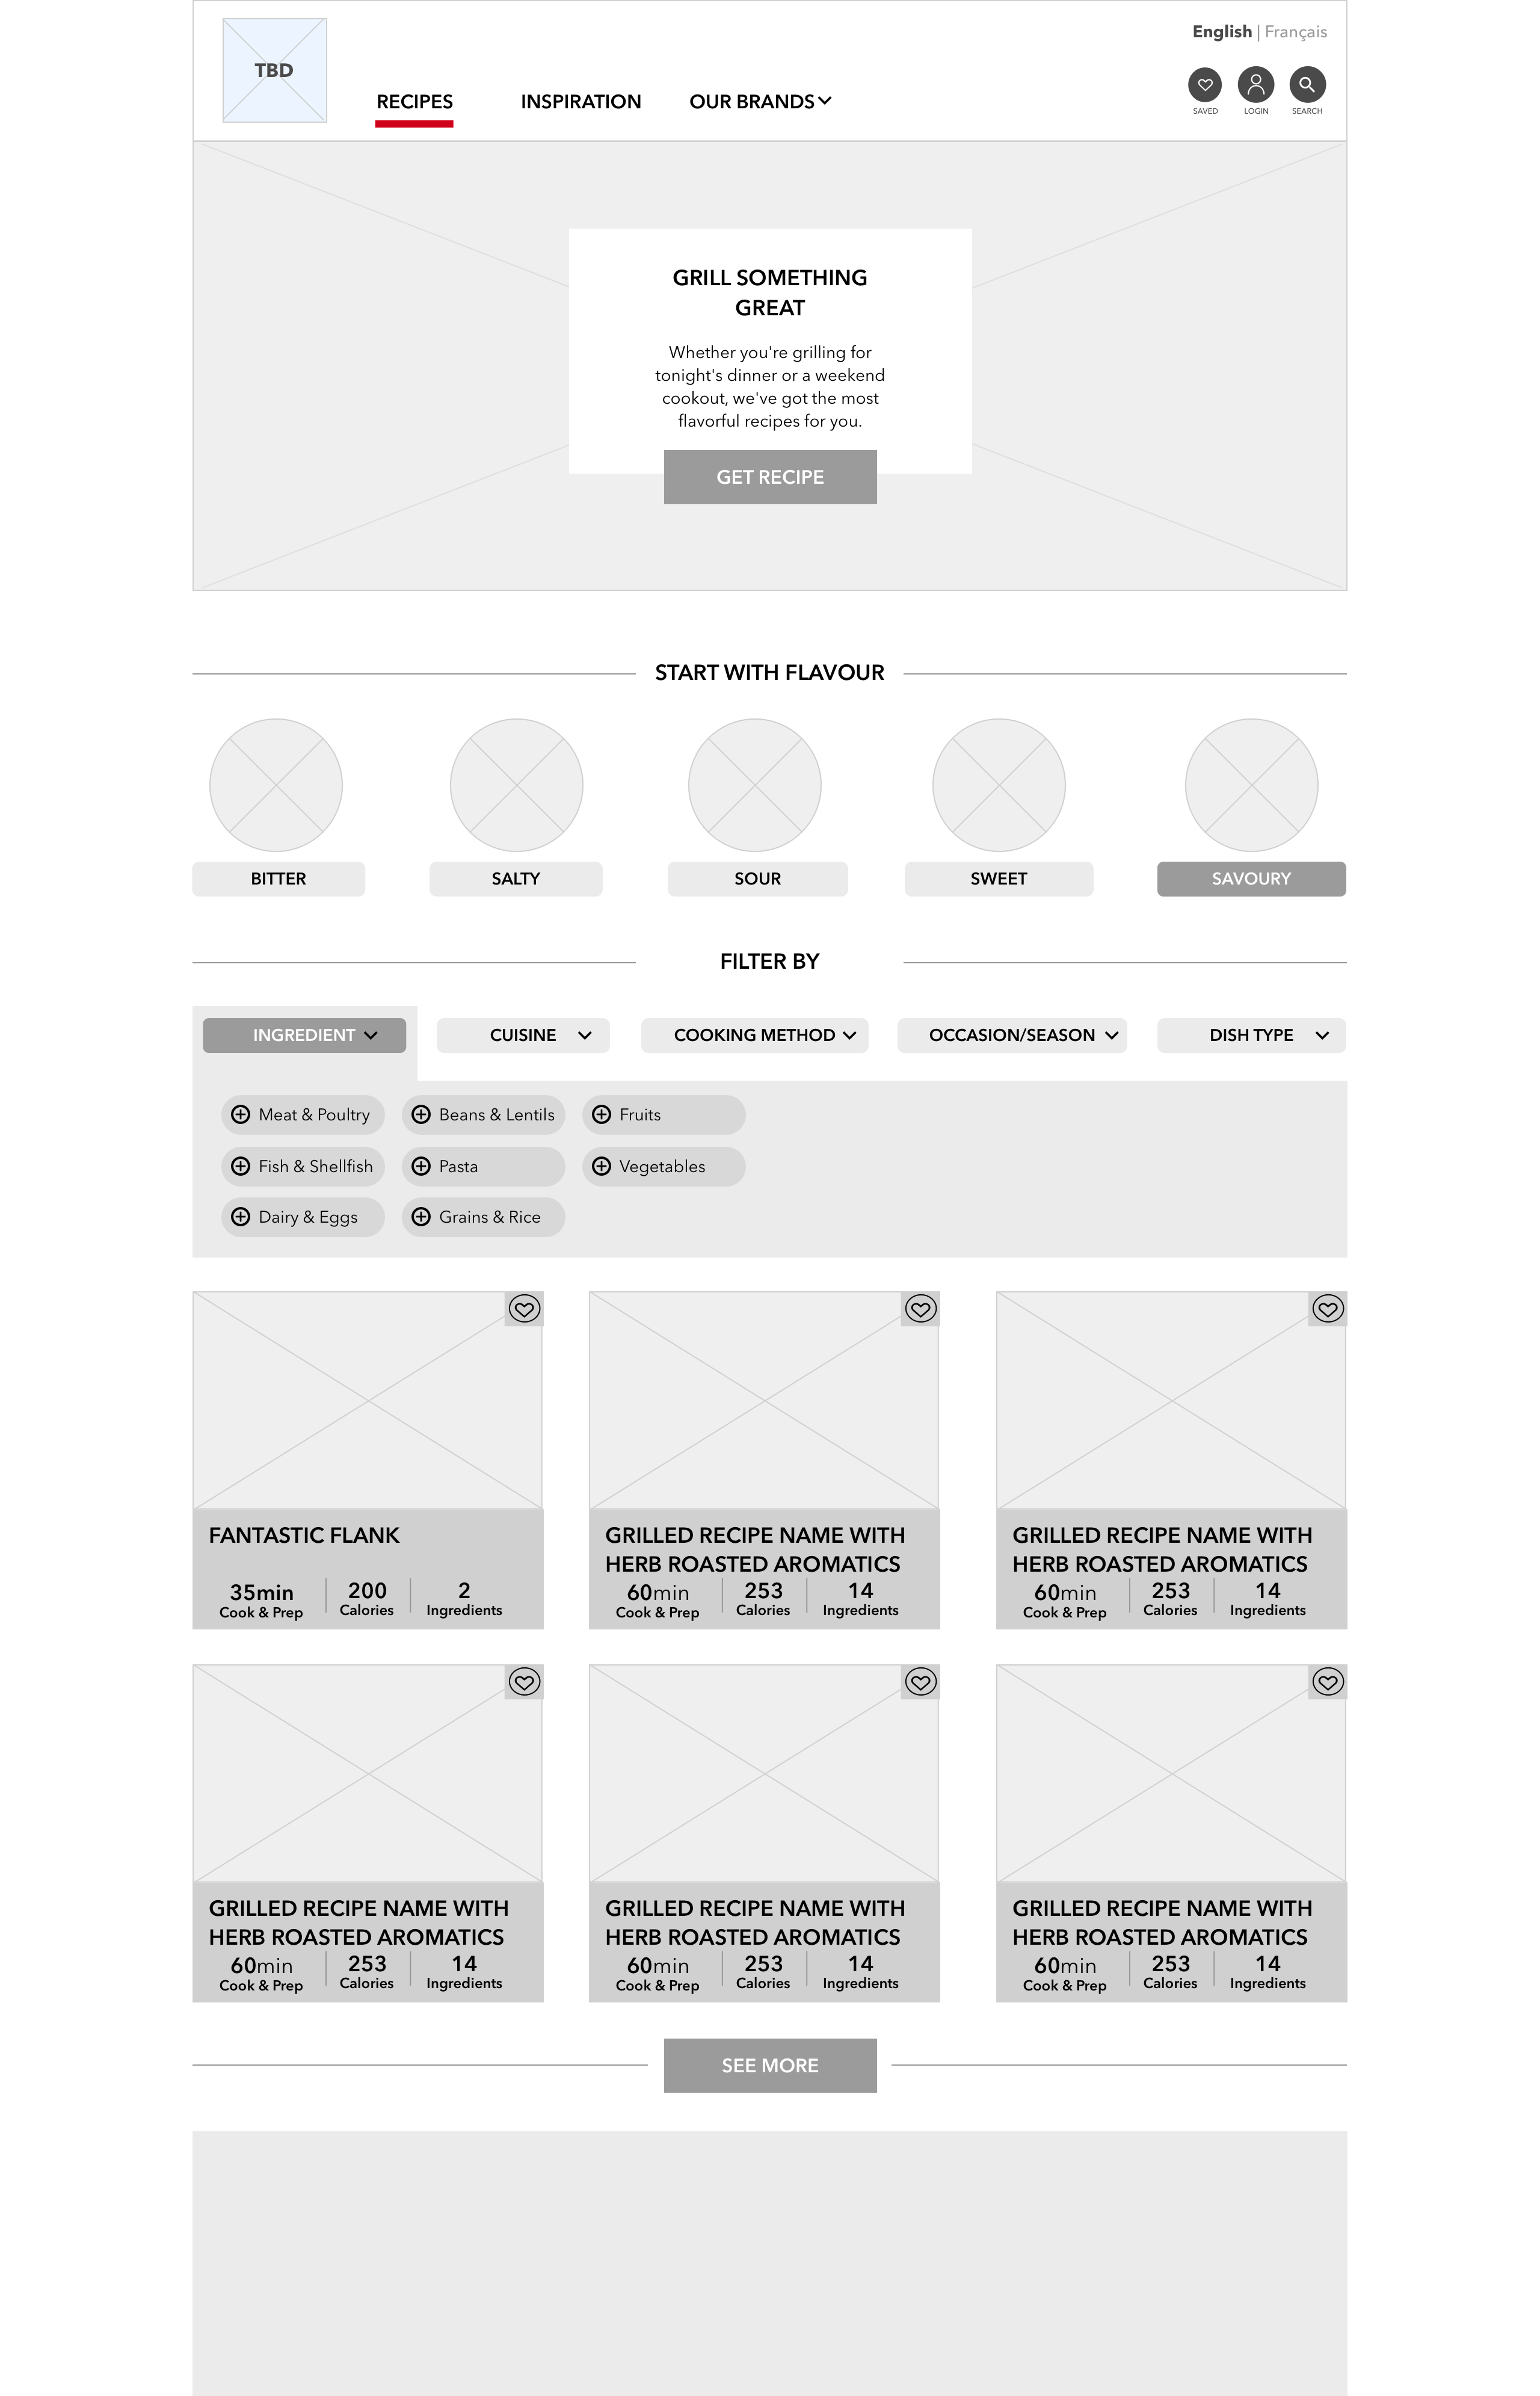 TBD
English | Français
RECIPES
INSPIRATION
OUR BRANDS
SAVED
LOGIN
SEARCH
GRILL SOMETHING
GREAT
Whether you're grilling for
tonight's dinner or a weekend
cookout, we've got the most
flavorful recipes for you.
GET RECIPE
START WITH FLAVOUR
BITTER
SALTY
SOUR
SWEET
SAVOURY
FILTER BY
INGREDIENT
CUISINE
COOKING METHOD
OCCASION/SEASON
DISH TYPE
Meat & Poultry
Beans & Lentils
Fruits
Fish & Shellfish
Pasta
Vegetables
Dairy & Eggs
Grains & Rice
FANTASTIC FLANK
35min
Cook & Prep
200
Calories
2
Ingredients
GRILLED RECIPE NAME WITH
HERB ROASTED AROMATICS
60min
Cook & Prep
253
Calories
14
Ingredients
GRILLED RECIPE NAME WITH
HERB ROASTED AROMATICS
60min
Cook & Prep
253
Calories
14
Ingredients
GRILLED RECIPE NAME WITH
HERB ROASTED AROMATICS
60min
Cook & Prep
253
Calories
14
Ingredients
GRILLED RECIPE NAME WITH
HERB ROASTED AROMATICS
60min
Cook & Prep
253
Calories
14
Ingredients
GRILLED RECIPE NAME WITH
HERB ROASTED AROMATICS
60min
Cook & Prep
253
Calories
14
Ingredients
SEE MORE